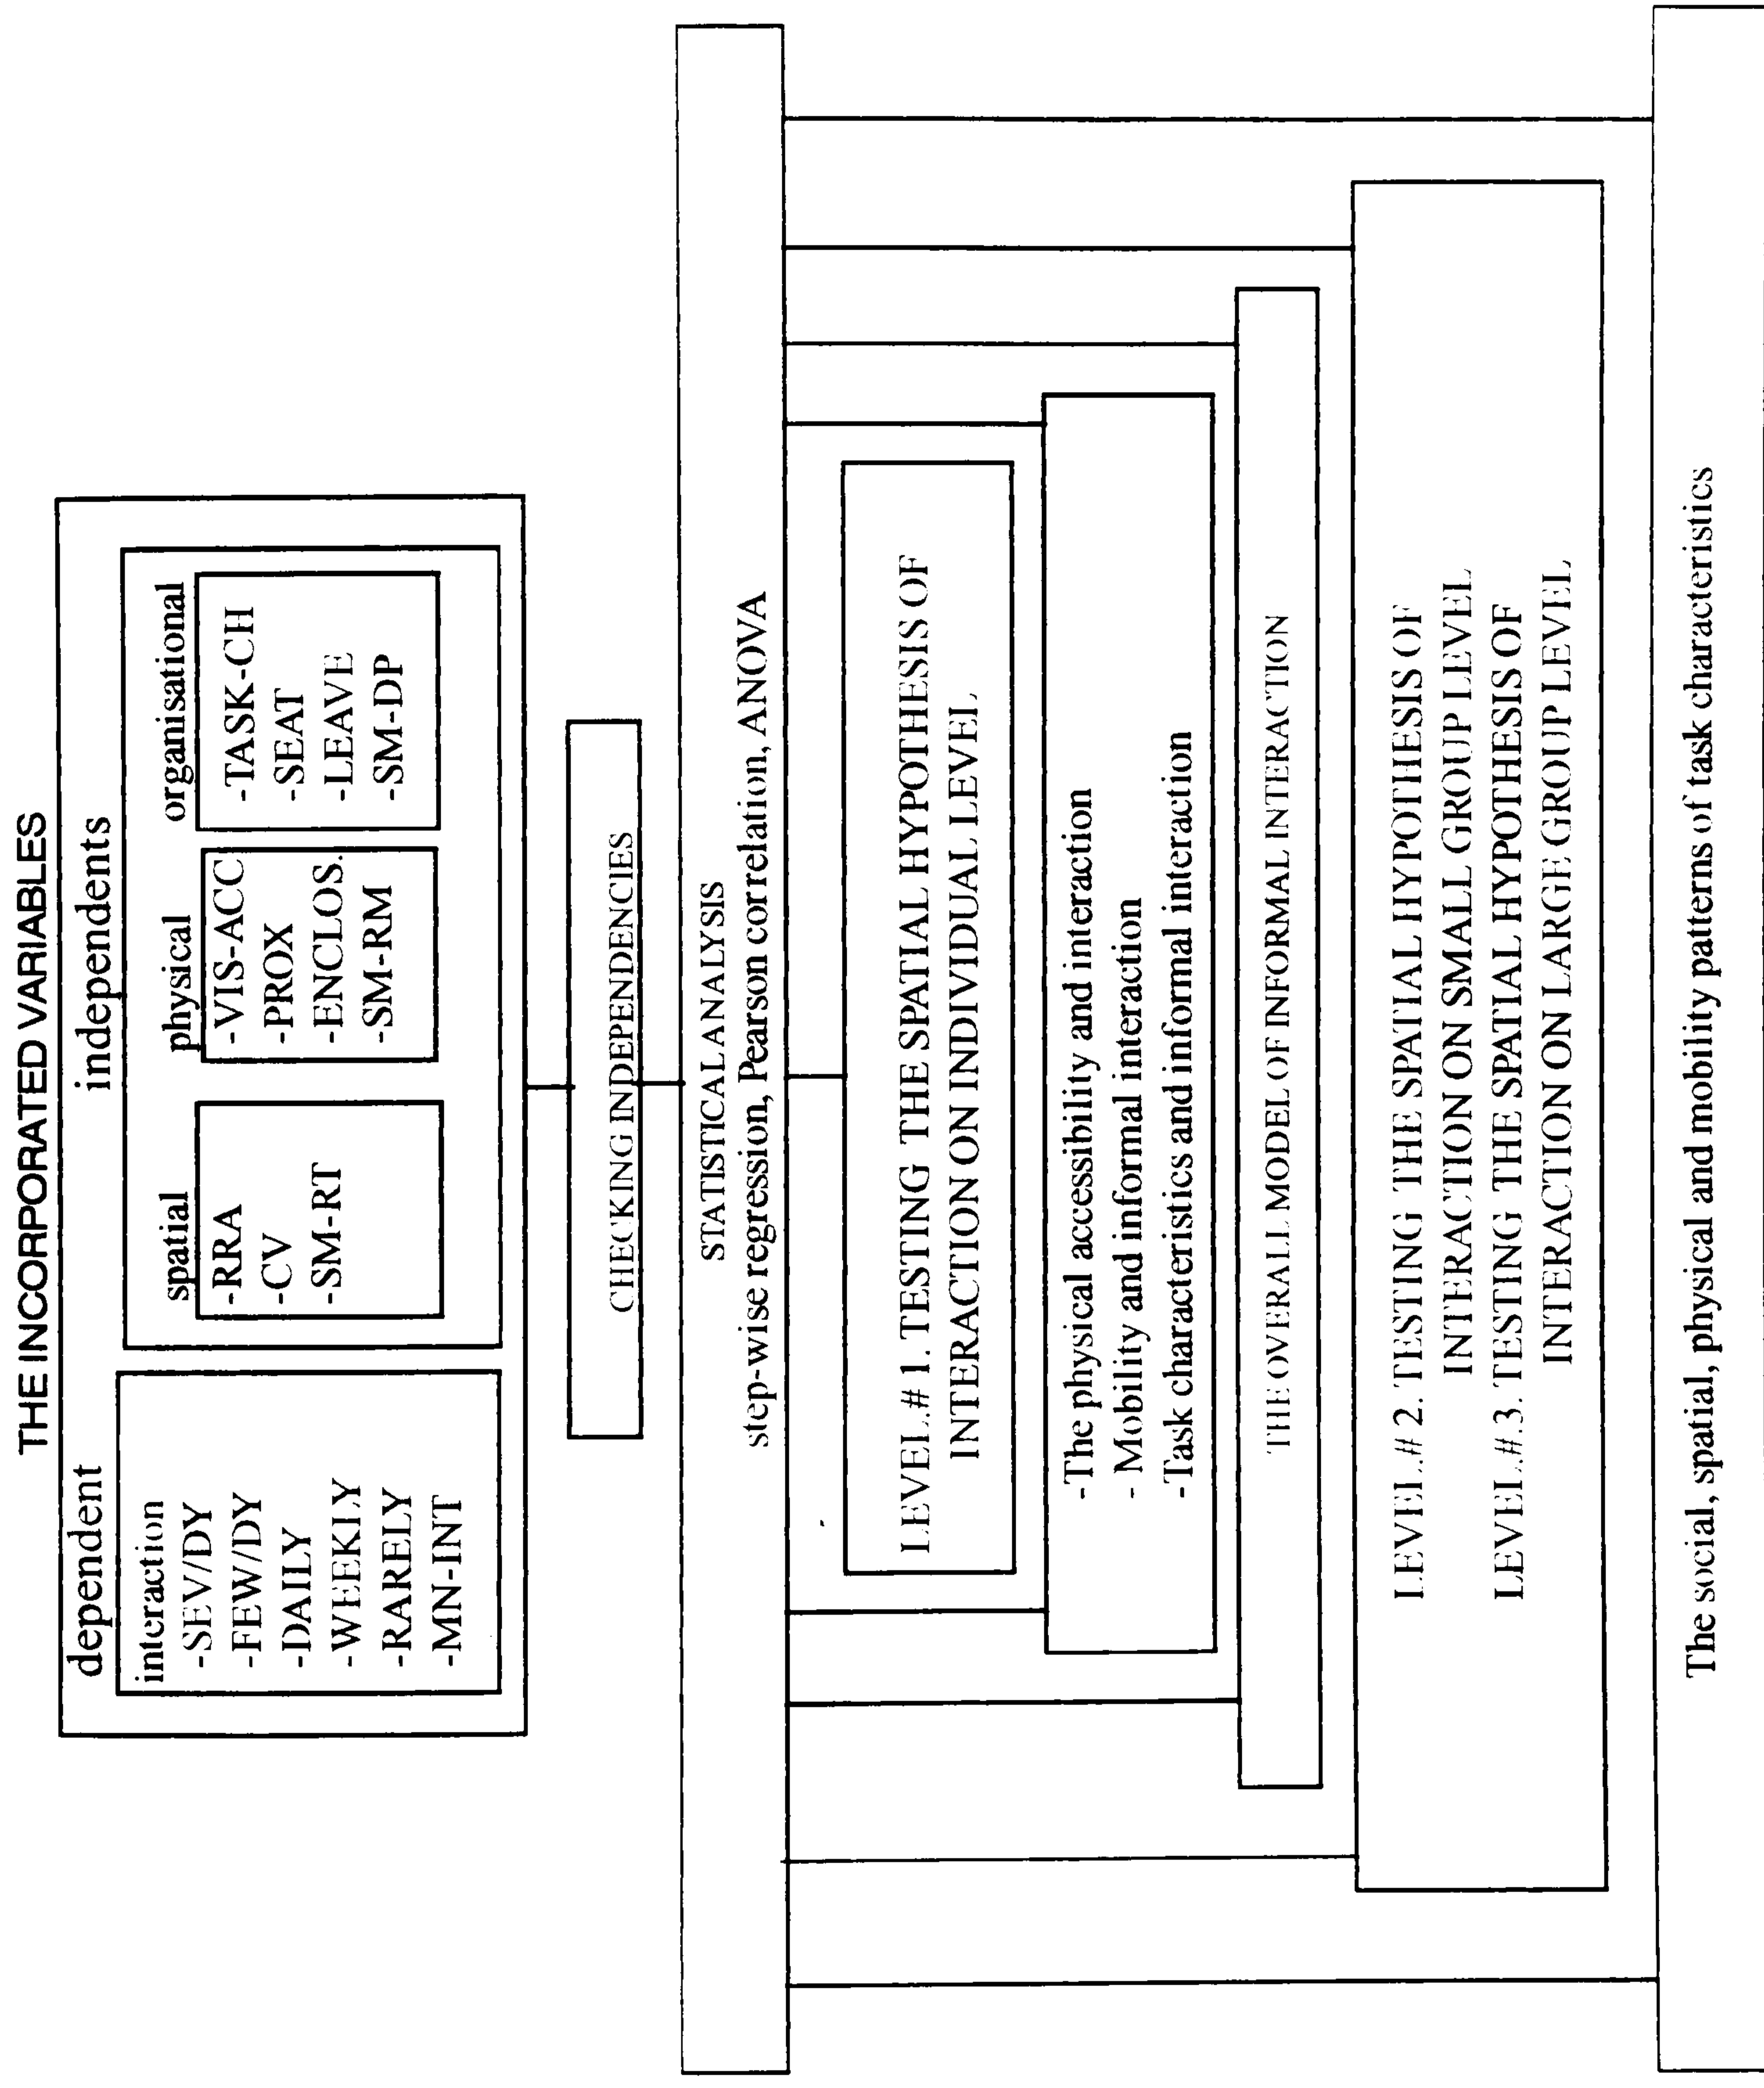 THE INCORPORATED VARIABLES
dependent
interaction
-SEV/DY
-FEW/DY
-DAILY
-WEEKLY
-RARELY
-MN-INT
independents
spatial
-RRA
-CV
-SM-RT
physical
-VIS-ACC
-PROX
-ENCLOS.
-SM-RM
organisational
-TASK-CH
-SEAT
-LEAVE
-SM-DP
CHECKING INDEPENDENCIES
STATISTICAL ANALYSIS
step-wise regression, Pearson correlation, ANOVA
LEVEL.# 1. TESTING THE SPATIAL HYPOTHESIS OF
INTERACTION ON INDIVIDUAL LEVEL
-The physical accessibility and interaction
- Mobility and informal interaction
-Task characteristics and informal interaction
THE OVERALL MODEL OF INFORMAL INTERACTION
LEVEL.# 2. TESTING THE SPATIAL HYPOTHESIS OF
INTERACTION ON SMALL GROUP LEVEL
LEVEL.#.3. TESTING THE SPATIAL HYPOTHESIS OF
INTERACTION ON LARGE GROUP LEVEL
The social, spatial, physical and mobility patterns of task characteristics